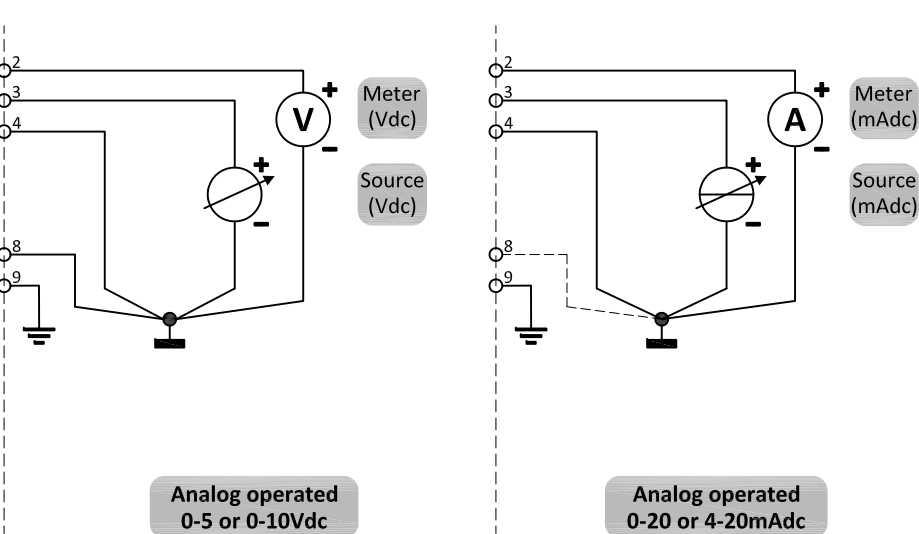 2
3
4
8
9
+
V
−
+
−
Meter
(Vdc)
Source
(Vdc)
Analog operated
0-5 or 0-10Vdc
2
3
4
8
9
+
A
−
+
−
Meter
(mAdc)
Source
(mAdc)
Analog operated
0-20 or 4-20mAdc